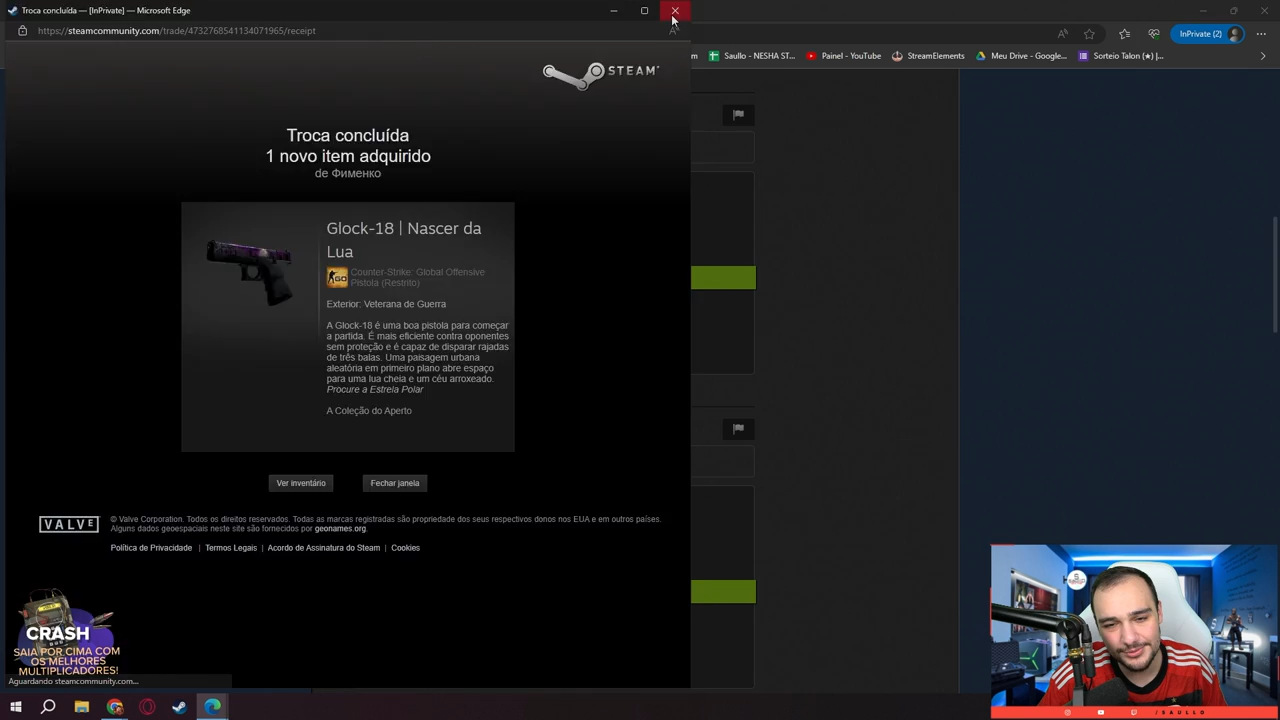 Troca concluída — [InPrivate] — Microsoft Edge
https://steamcommunity.com/trade/4732768541134071965/receipt
InPrivate (2)
m
Saullo - NESHA ST...
Painel - YouTube
StreamElements
Meu Drive - Google...
Sorteio Talon (★) |...
STEAM
Troca concluída
1 novo item adquirido
de Фименко
Glock-18 | Nascer da
Lua
Counter-Strike: Global Offensive
Pistola (Restrito)
Exterior: Veterana de Guerra
A Glock-18 é uma boa pistola para começar
a partida. É mais eficiente contra oponentes
sem proteção e é capaz de disparar rajadas
de três balas. Uma paisagem urbana
aleatória em primeiro plano abre espaço
para uma lua cheia e um céu arroxeado.
Procure a Estrela Polar
A Coleção do Aperto
Ver inventário
Fechar janela
VALVE
© Valve Corporation. Todos os direitos reservados. Todas as marcas registradas são propriedade dos seus respectivos donos nos EUA e em outros países.
Alguns dados geoespaciais neste site são fornecidos por geonames.org.
Política de Privacidade | Termos Legais | Acordo de Assinatura do Steam | Cookies
CRASH
SAIA POR CIMA COM
OS MELHORES
MULTIPLICADORES!
Aguardando steamcommunity.com...
/SAULLO